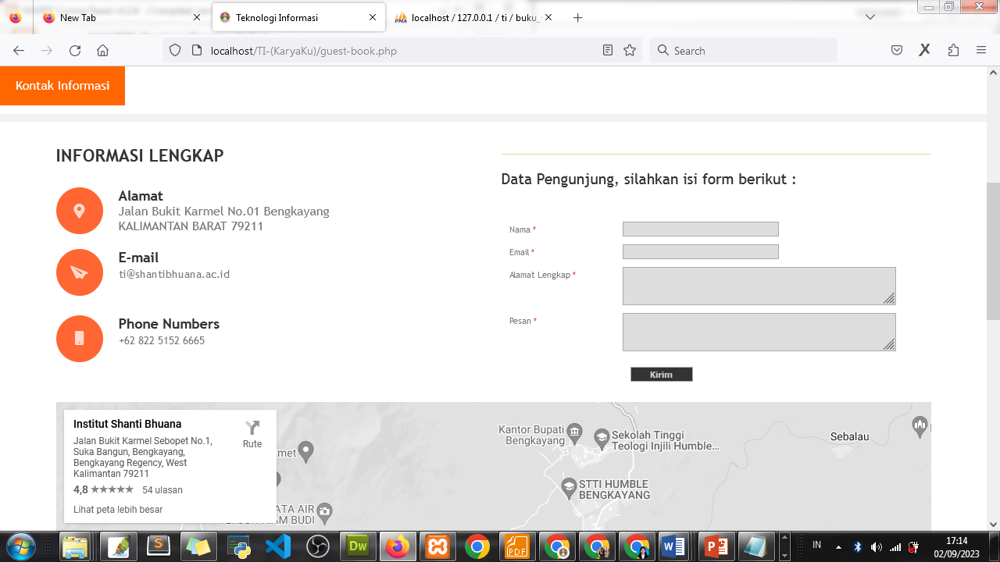 New Tab
Teknologi Informasi
localhost / 127.0.0.1 / ti / buku_
localhost/TI-(KaryaKu)/guest-book.php
Search
Kontak Informasi
INFORMASI LENGKAP
Alamat
Jalan Bukit Karmel No.01 Bengkayang
KALIMANTAN BARAT 79211
E-mail
ti@shantibhuana.ac.id
Phone Numbers
+62 822 5152 6665
Data Pengunjung, silahkan isi form berikut :
Nama *
Email *
Alamat Lengkap *
Pesan *
Kirim
Institut Shanti Bhuana
Jalan Bukit Karmel Sebopet No.1,
Suka Bangun, Bengkayang,
Bengkayang Regency, West
Kalimantan 79211
4,8 54 ulasan
Lihat peta lebih besar
Rute
Kantor Bupati
Bengkayang
Sekolah Tinggi
Teologi Injili Humble...
Sebalau
STTI HUMBLE
BENGKAYANG
Dw
PDF
IN
17:14
02/09/2023